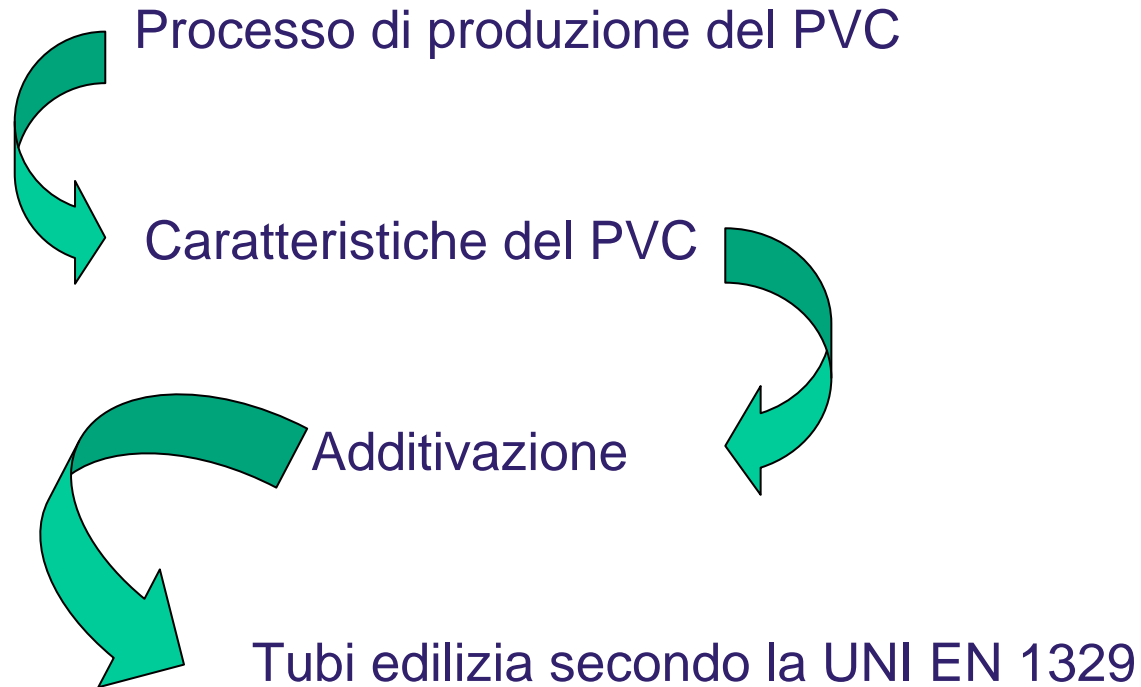 Processo di produzione del PVC
Caratteristiche del PVC
Additivazione
Tubi edilizia secondo la UNI EN 1329